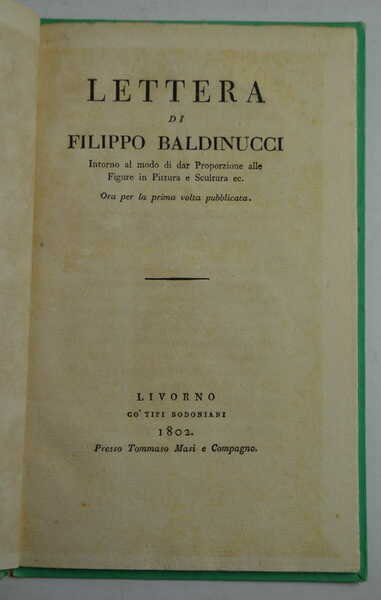 LETTERA
DI
FILIPPO BALDINUCCI
Intorno al modo di dar Proporzione alle
Figure in Pittura e Scultura ec.
Ora per la prima volta pubblicata.
LIVORNO
CO' TIPI BODONIANI
1802.
Presso Tommaso Masi e Compagno.